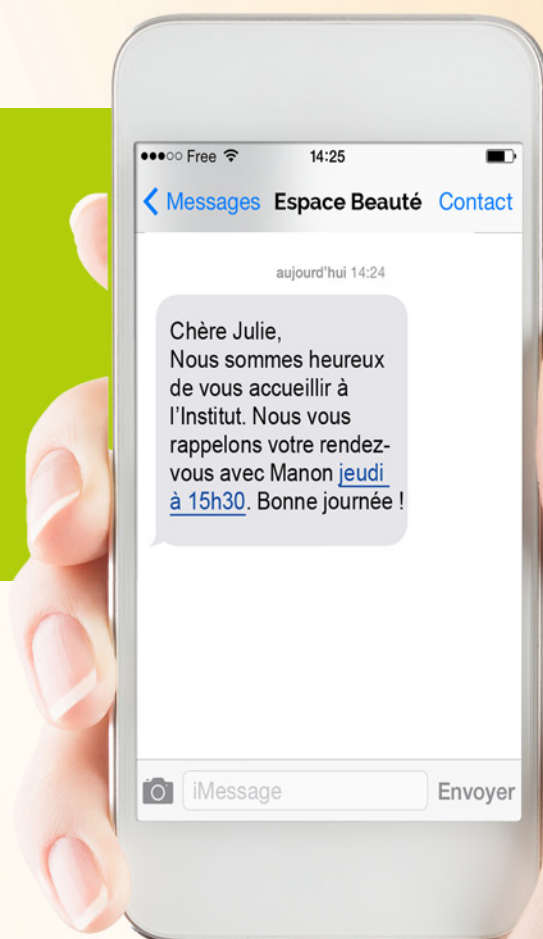 ●●●○○ Free 14:25
Messages Espace Beauté Contact
aujourd'hui 14:24
Chère Julie,
Nous sommes heureux
de vous accueillir à
l'Institut. Nous vous
rappelons votre rendez-
vous avec Manon jeudi
à 15h30. Bonne journée !
iMessage Envoyer